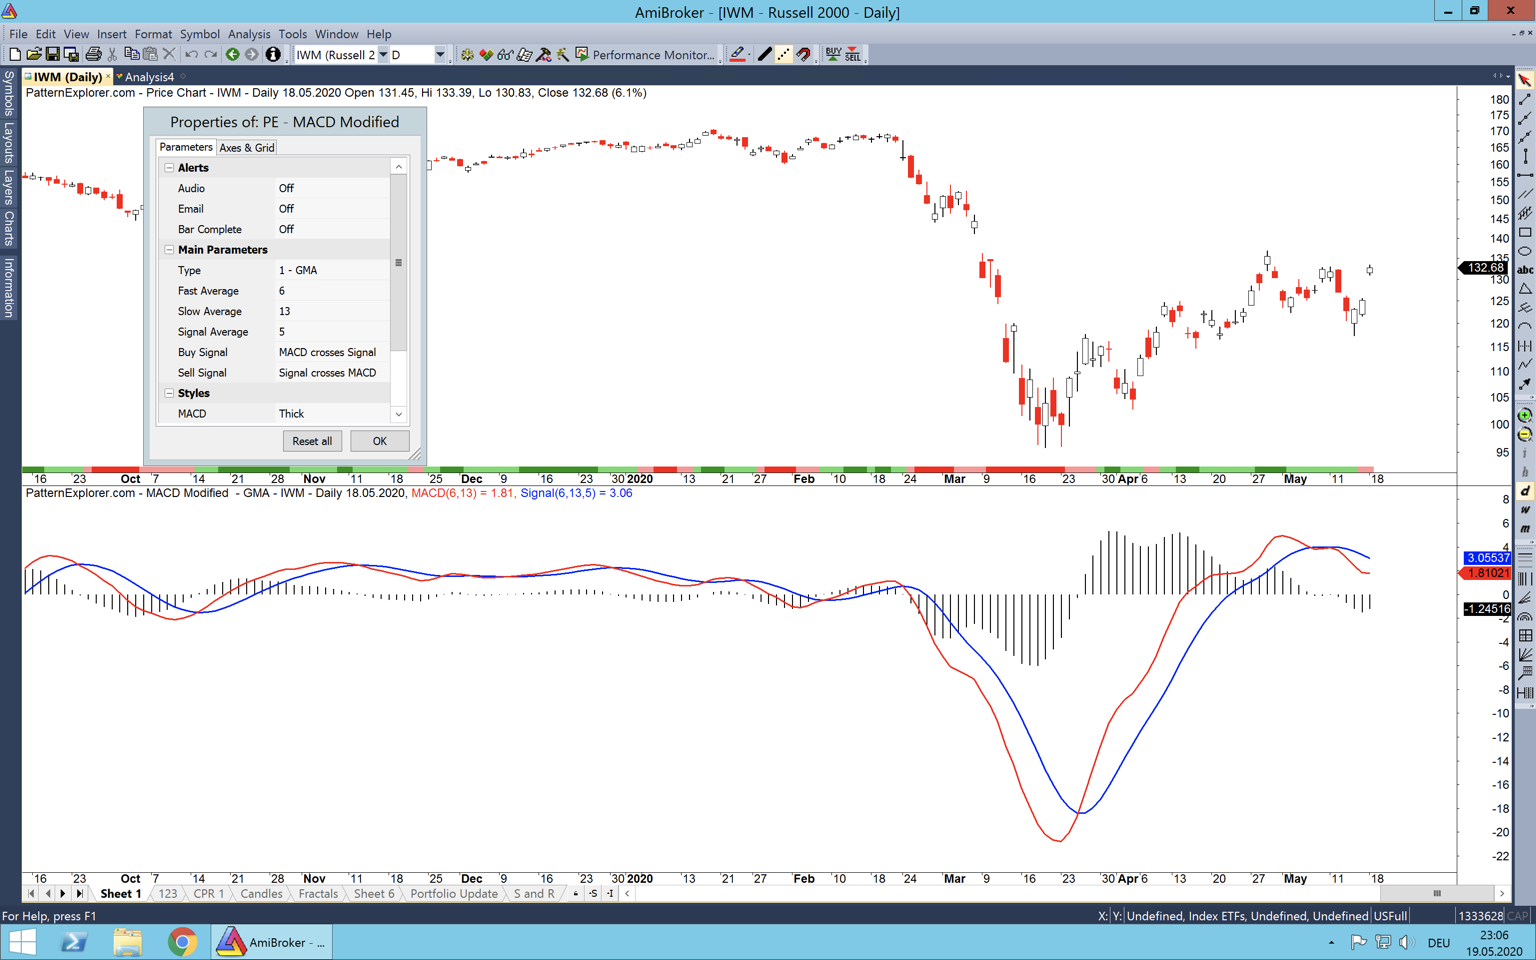 AmiBroker - [IWM - Russell 2000 - Daily]
File Edit View Insert Format Symbol Analysis Tools Window Help
IWM (Russell 2 D Performance Monitor... BUY SELL
IWM (Daily) Analysis4
PatternExplorer.com - Price Chart - IWM - Daily 18.05.2020 Open 131.45, Hi 133.39, Lo 130.83, Close 132.68 (6.1%)
Symbols
Layouts
Layers
Charts
Information
Properties of: PE - MACD Modified
Parameters Axes & Grid
Alerts
Audio Off
Email Off
Bar Complete Off
Main Parameters
Type 1 - GMA
Fast Average 6
Slow Average 13
Signal Average 5
Buy Signal MACD crosses Signal
Sell Signal Signal crosses MACD
Styles
MACD Thick
Reset all OK
180
175
170
165
160
155
150
145
140
135
132.68
130
125
120
115
110
105
100
95
abc
i
h
d
w
m
16 23 Oct 7 14 21 28 Nov 11 18 25 Dec 9 16 23 30 2020 13 21 27 Feb 10 18 24 Mar 9 16 23 30 Apr 6 13 20 27 May 11 18
PatternExplorer.com - MACD Modified - GMA - IWM - Daily 18.05.2020, MACD(6,13) = 1.81, Signal(6,13,5) = 3.06
8
6
4
3.05537
1.81021
0
-1.24516
-2
-4
-6
-8
-10
-12
-14
-16
-18
-20
-22
16 23 Oct 7 14 21 28 Nov 11 18 25 Dec 9 16 23 30 2020 13 21 27 Feb 10 18 24 Mar 9 16 23 30 Apr 6 13 20 27 May 11 18
Sheet 1 123 CPR 1 Candles Fractals Sheet 6 Portfolio Update S and R -S -I
For Help, press F1
X: Y: Undefined, Index ETFs, Undefined, Undefined USFull 1333628 CAP
AmiBroker - ...
DEU
23:06
19.05.2020